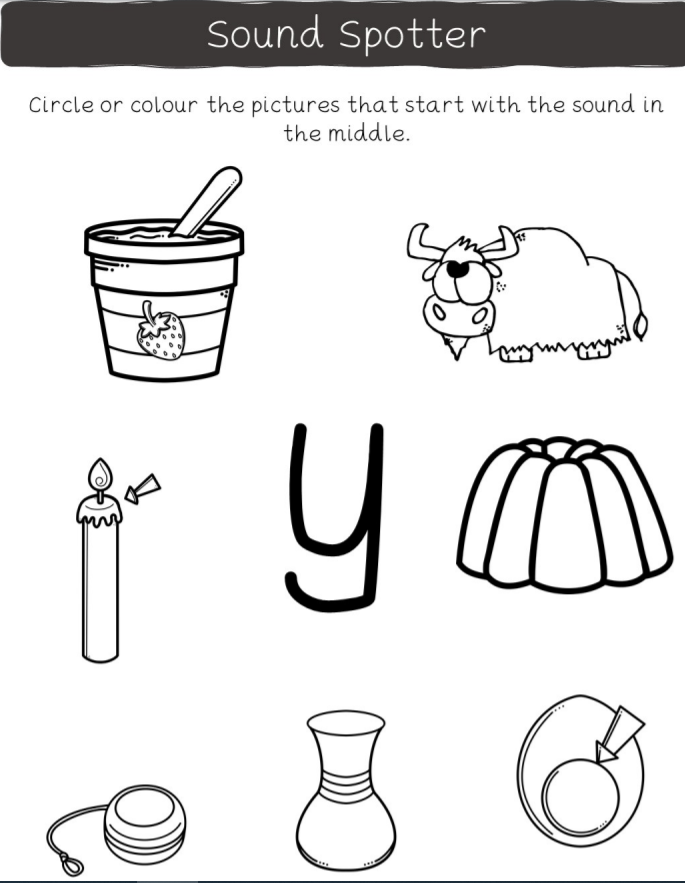 Sound Spotter
Circle or colour the pictures that start with the sound in
the middle.
y